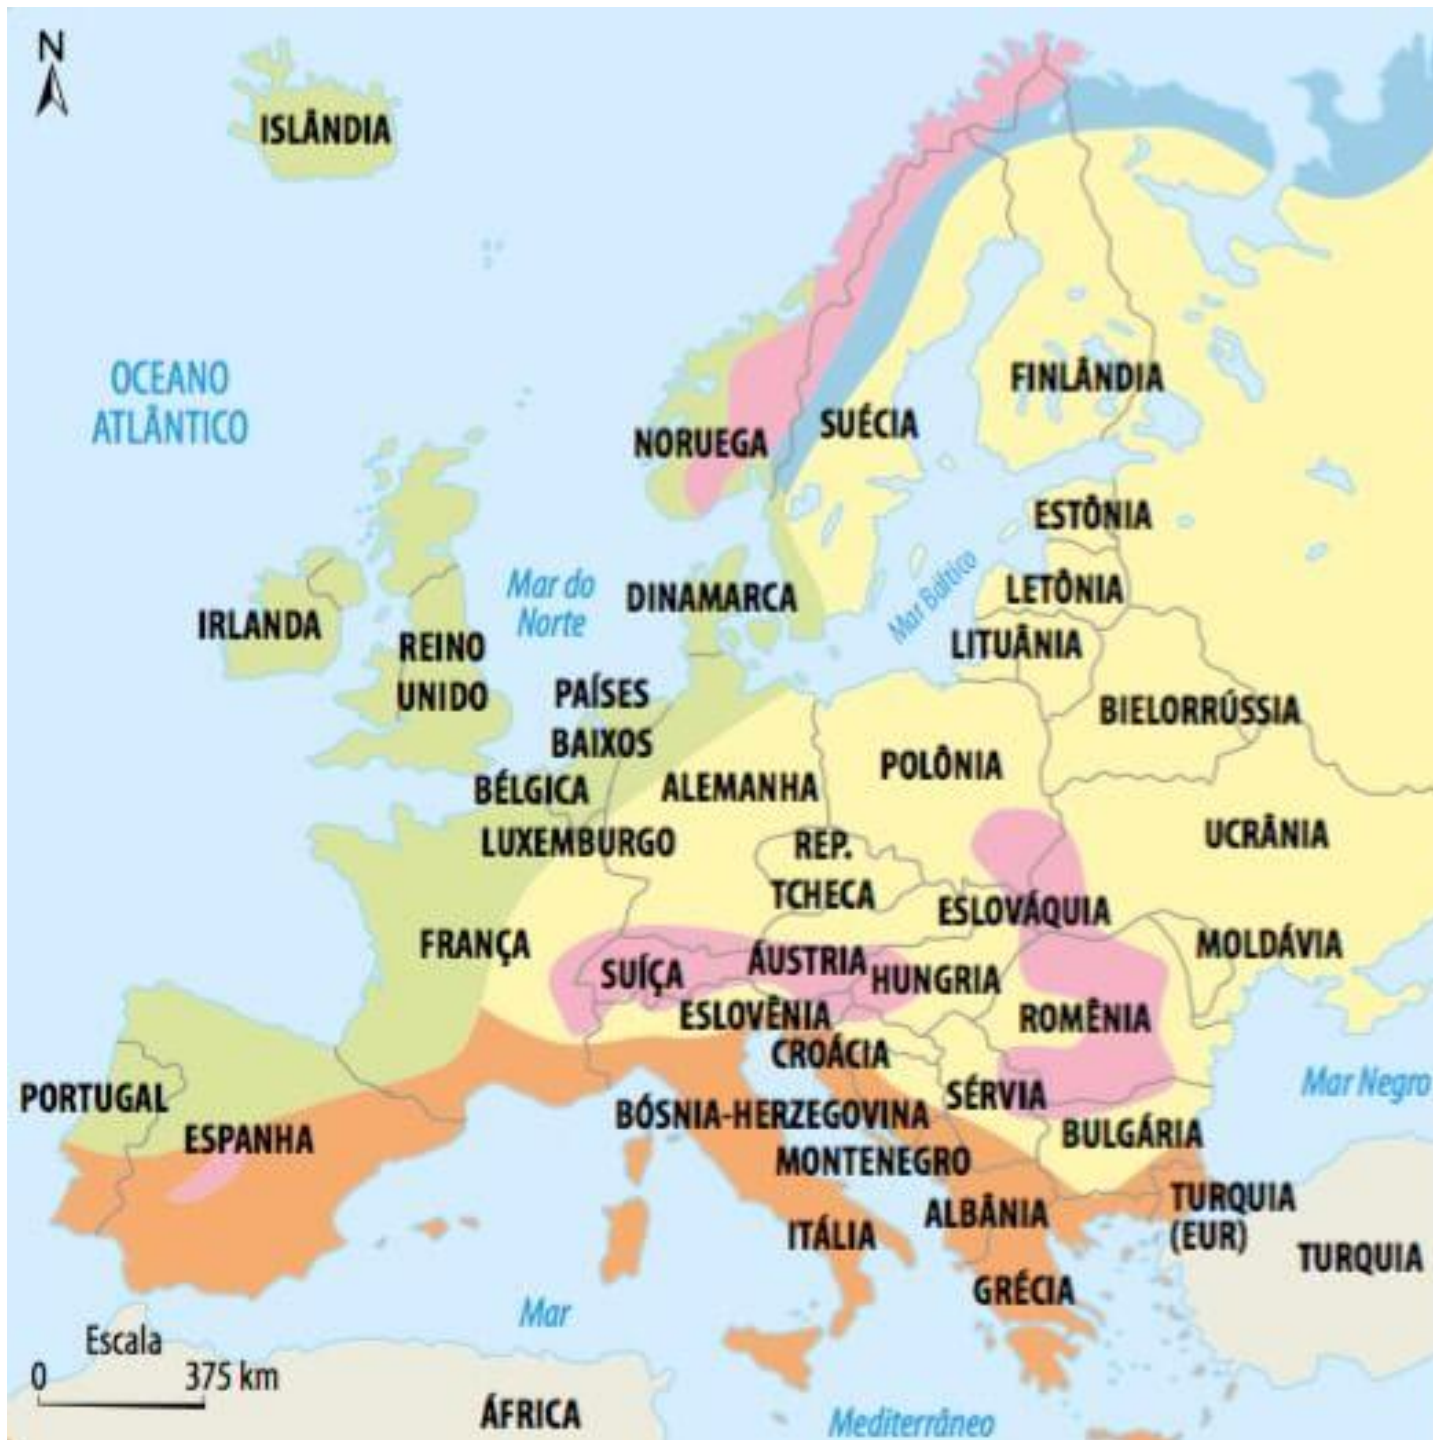 N
ISLÂNDIA
OCEANO
ATLÂNTICO
FINLÂNDIA
SUÉCIA
NORUEGA
ESTÔNIA
Mar do
Norte
DINAMARCA
Mar Báltico
LETÔNIA
IRLANDA
REINO
UNIDO
LITUÂNIA
PAÍSES
BAIXOS
BIELORRÚSSIA
BÉLGICA
ALEMANHA
POLÔNIA
LUXEMBURGO
REP.
TCHECA
UCRÂNIA
ESLOVÁQUIA
FRANÇA
SUÍÇA
ÁUSTRIA
HUNGRIA
MOLDÁVIA
ESLOVÊNIA
ROMÊNIA
CROÁCIA
PORTUGAL
SÉRVIA
Mar Negro
ESPANHA
BÓSNIA-HERZEGOVINA
BULGÁRIA
MONTENEGRO
ALBÂNIA
TURQUIA
(EUR)
ITÁLIA
TURQUIA
GRÉCIA
Mar
Escala
0 375 km
ÁFRICA
Mediterrâneo